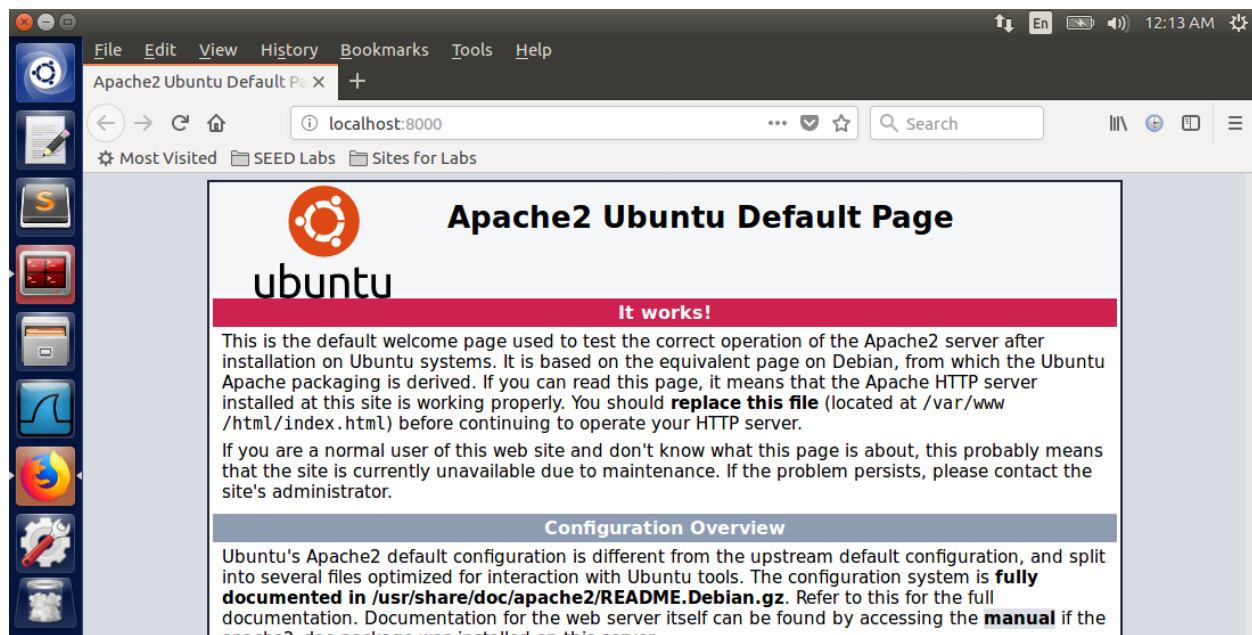 En 12:13 AM
File Edit View History Bookmarks Tools Help
Apache2 Ubuntu Default Pa
localhost:8000 Search
Most Visited SEED Labs Sites for Labs
Apache2 Ubuntu Default Page
ubuntu
It works!
This is the default welcome page used to test the correct operation of the Apache2 server after
installation on Ubuntu systems. It is based on the equivalent page on Debian, from which the Ubuntu
Apache packaging is derived. If you can read this page, it means that the Apache HTTP server
installed at this site is working properly. You should replace this file (located at /var/www
/html/index.html) before continuing to operate your HTTP server.
If you are a normal user of this web site and don't know what this page is about, this probably means
that the site is currently unavailable due to maintenance. If the problem persists, please contact the
site's administrator.
Configuration Overview
Ubuntu's Apache2 default configuration is different from the upstream default configuration, and split
into several files optimized for interaction with Ubuntu tools. The configuration system is fully
documented in /usr/share/doc/apache2/README.Debian.gz. Refer to this for the full
documentation. Documentation for the web server itself can be found by accessing the manual if the
apache2-doc package was installed on this server.